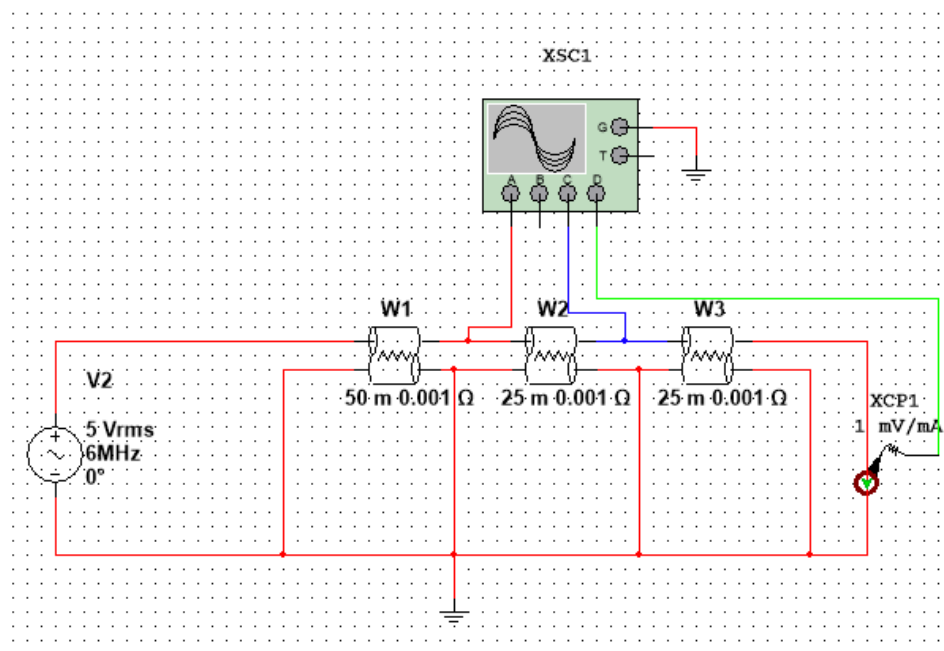 XSC1
G
T
A B C D
W1 W2 W3
50 m 0.001 Ω 25 m 0.001 Ω 25 m 0.001 Ω
V2
5 Vrms
6MHz
0°
XCP1
1 mV/mA